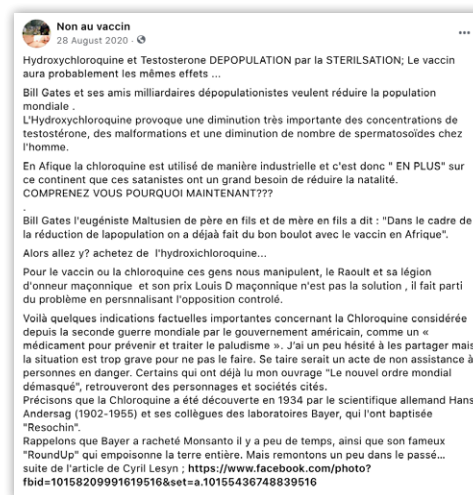 Non au vaccin
28 August 2020 ·
Hydroxychloroquine et Testosterone DEPOPULATION par la STERILSATION; Le vaccin
aura probablement les mêmes effets ...
Bill Gates et ses amis milliardaires dépopulationistes veulent réduire la population
mondiale .
L'Hydroxychloroquine provoque une diminution très importante des concentrations de
testostérone, des malformations et une diminution de nombre de spermatosoïdes chez
l'homme.
En Afique la chloroquine est utilisé de manière industrielle et c'est donc " EN PLUS" sur
ce continent que ces satanistes ont un grand besoin de réduire la natalité.
COMPRENEZ VOUS POURQUOI MAINTENANT???
.
Bill Gates l'eugéniste Maltusien de père en fils et de mère en fils a dit : "Dans le cadre de
la réduction de lapopulation on a déjaà fait du bon boulot avec le vaccin en Afrique".
Alors allez y? achetez de l'hydroxichloroquine...
Pour le vaccin ou la chloroquine ces gens nous manipulent, le Raoult et sa légion
d'onneur maçonnique et son prix Louis D maçonnique n'est pas la solution , il fait parti
du problème en persnnalisant l'opposition controlé.
Voilà quelques indications factuelles importantes concernant la Chloroquine considérée
depuis la seconde guerre mondiale par le gouvernement américain, comme un «
médicament pour prévenir et traiter le paludisme ». J'ai un peu hésité à les partager mais
la situation est trop grave pour ne pas le faire. Se taire serait un acte de non assistance à
personnes en danger. Certains qui ont déjà lu mon ouvrage "Le nouvel ordre mondial
démasqué", retrouveront des personnages et sociétés cités.
Précisons que la Chloroquine a été découverte en 1934 par le scientifique allemand Hans
Andersag (1902-1955) et ses collègues des laboratoires Bayer, qui l'ont baptisée
"Resochin".
Rappelons que Bayer a racheté Monsanto il y a peu de temps, ainsi que son fameux
"RoundUp" qui empoisonne la terre entière. Mais remontons un peu dans le passé...
suite de l'article de Cyril Lesyn ; https://www.facebook.com/photo?
fbid=10158209991619516&set=a.10155436748839516